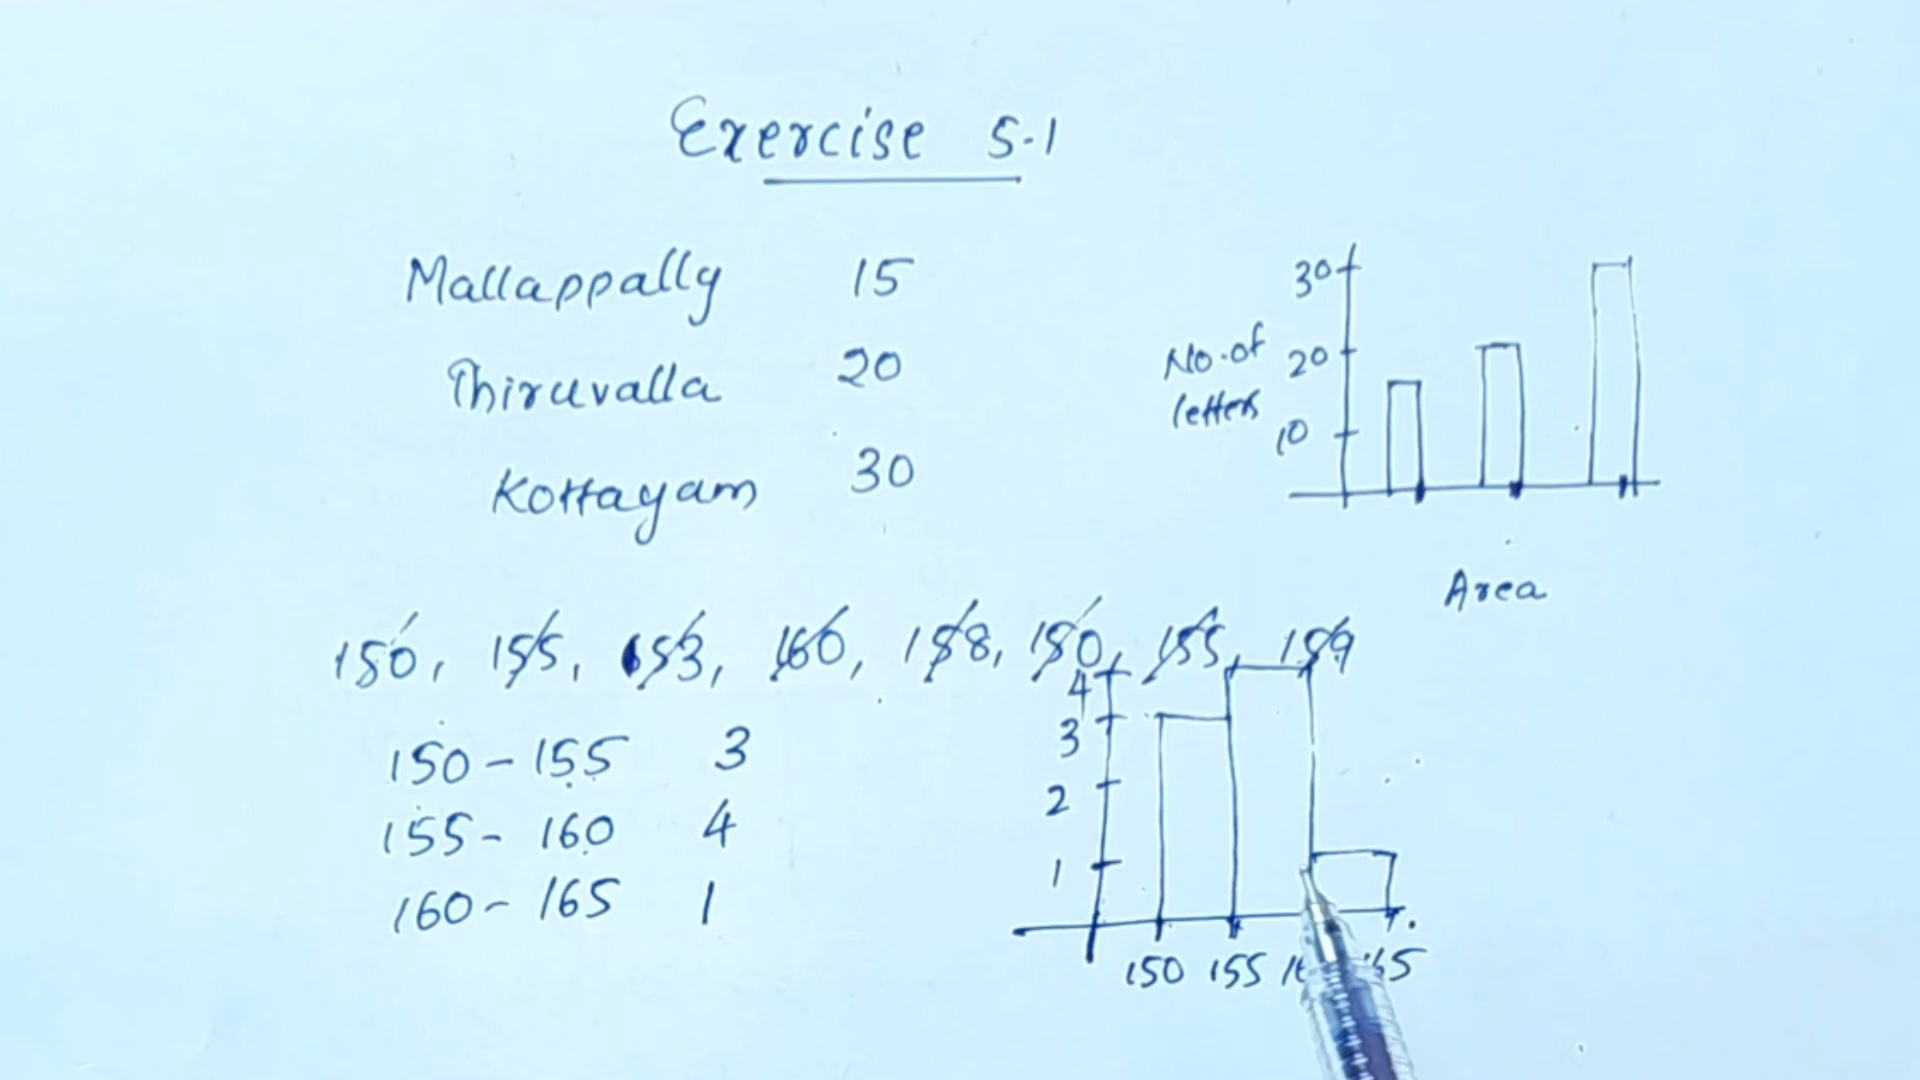 Exercise 5.1
Mallappally 15
Thiruvalla 20
Kottayam 30
30
20
10
No. of
letters
Area
150, 155, 153, 160, 158, 150, 155, 159
150 - 155 3
155 - 160 4
160 - 165 1
4
3
2
1
150 155